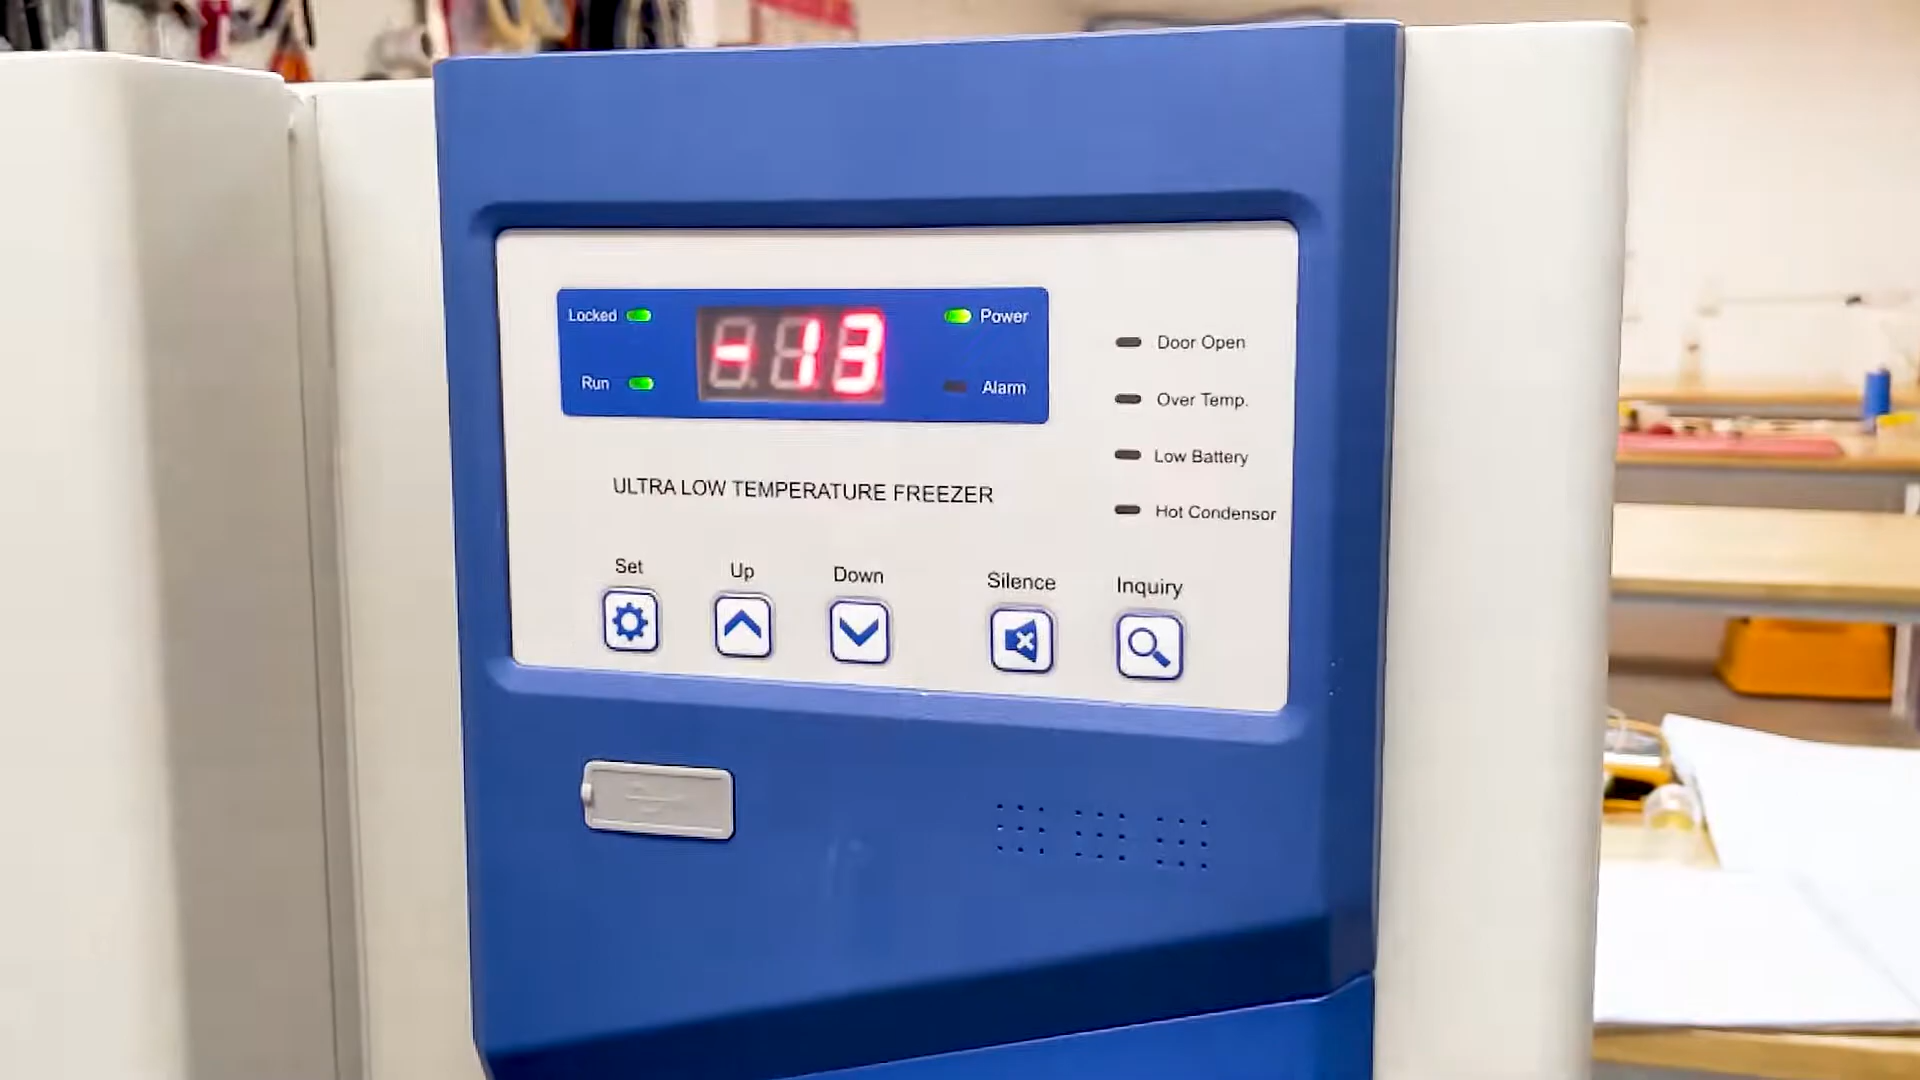 Locked
-13
Power
Run
Alarm
Door Open
Over Temp.
Low Battery
Hot Condensor
ULTRA LOW TEMPERATURE FREEZER
Set
Up
Down
Silence
Inquiry